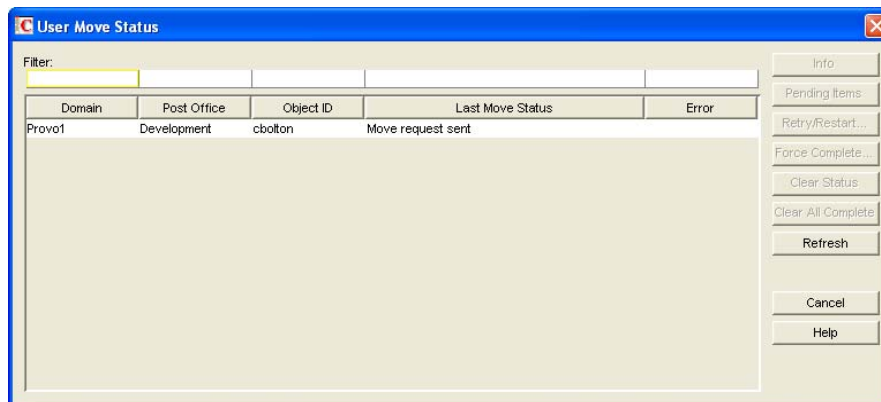 User Move Status
Filter:
Info
Pending Items
Domain Post Office Object ID Last Move Status Error
Provo1 Development cbolton Move request sent
Retry/Restart...
Force Complete...
Clear Status
Clear All Complete
Refresh
Cancel
Help